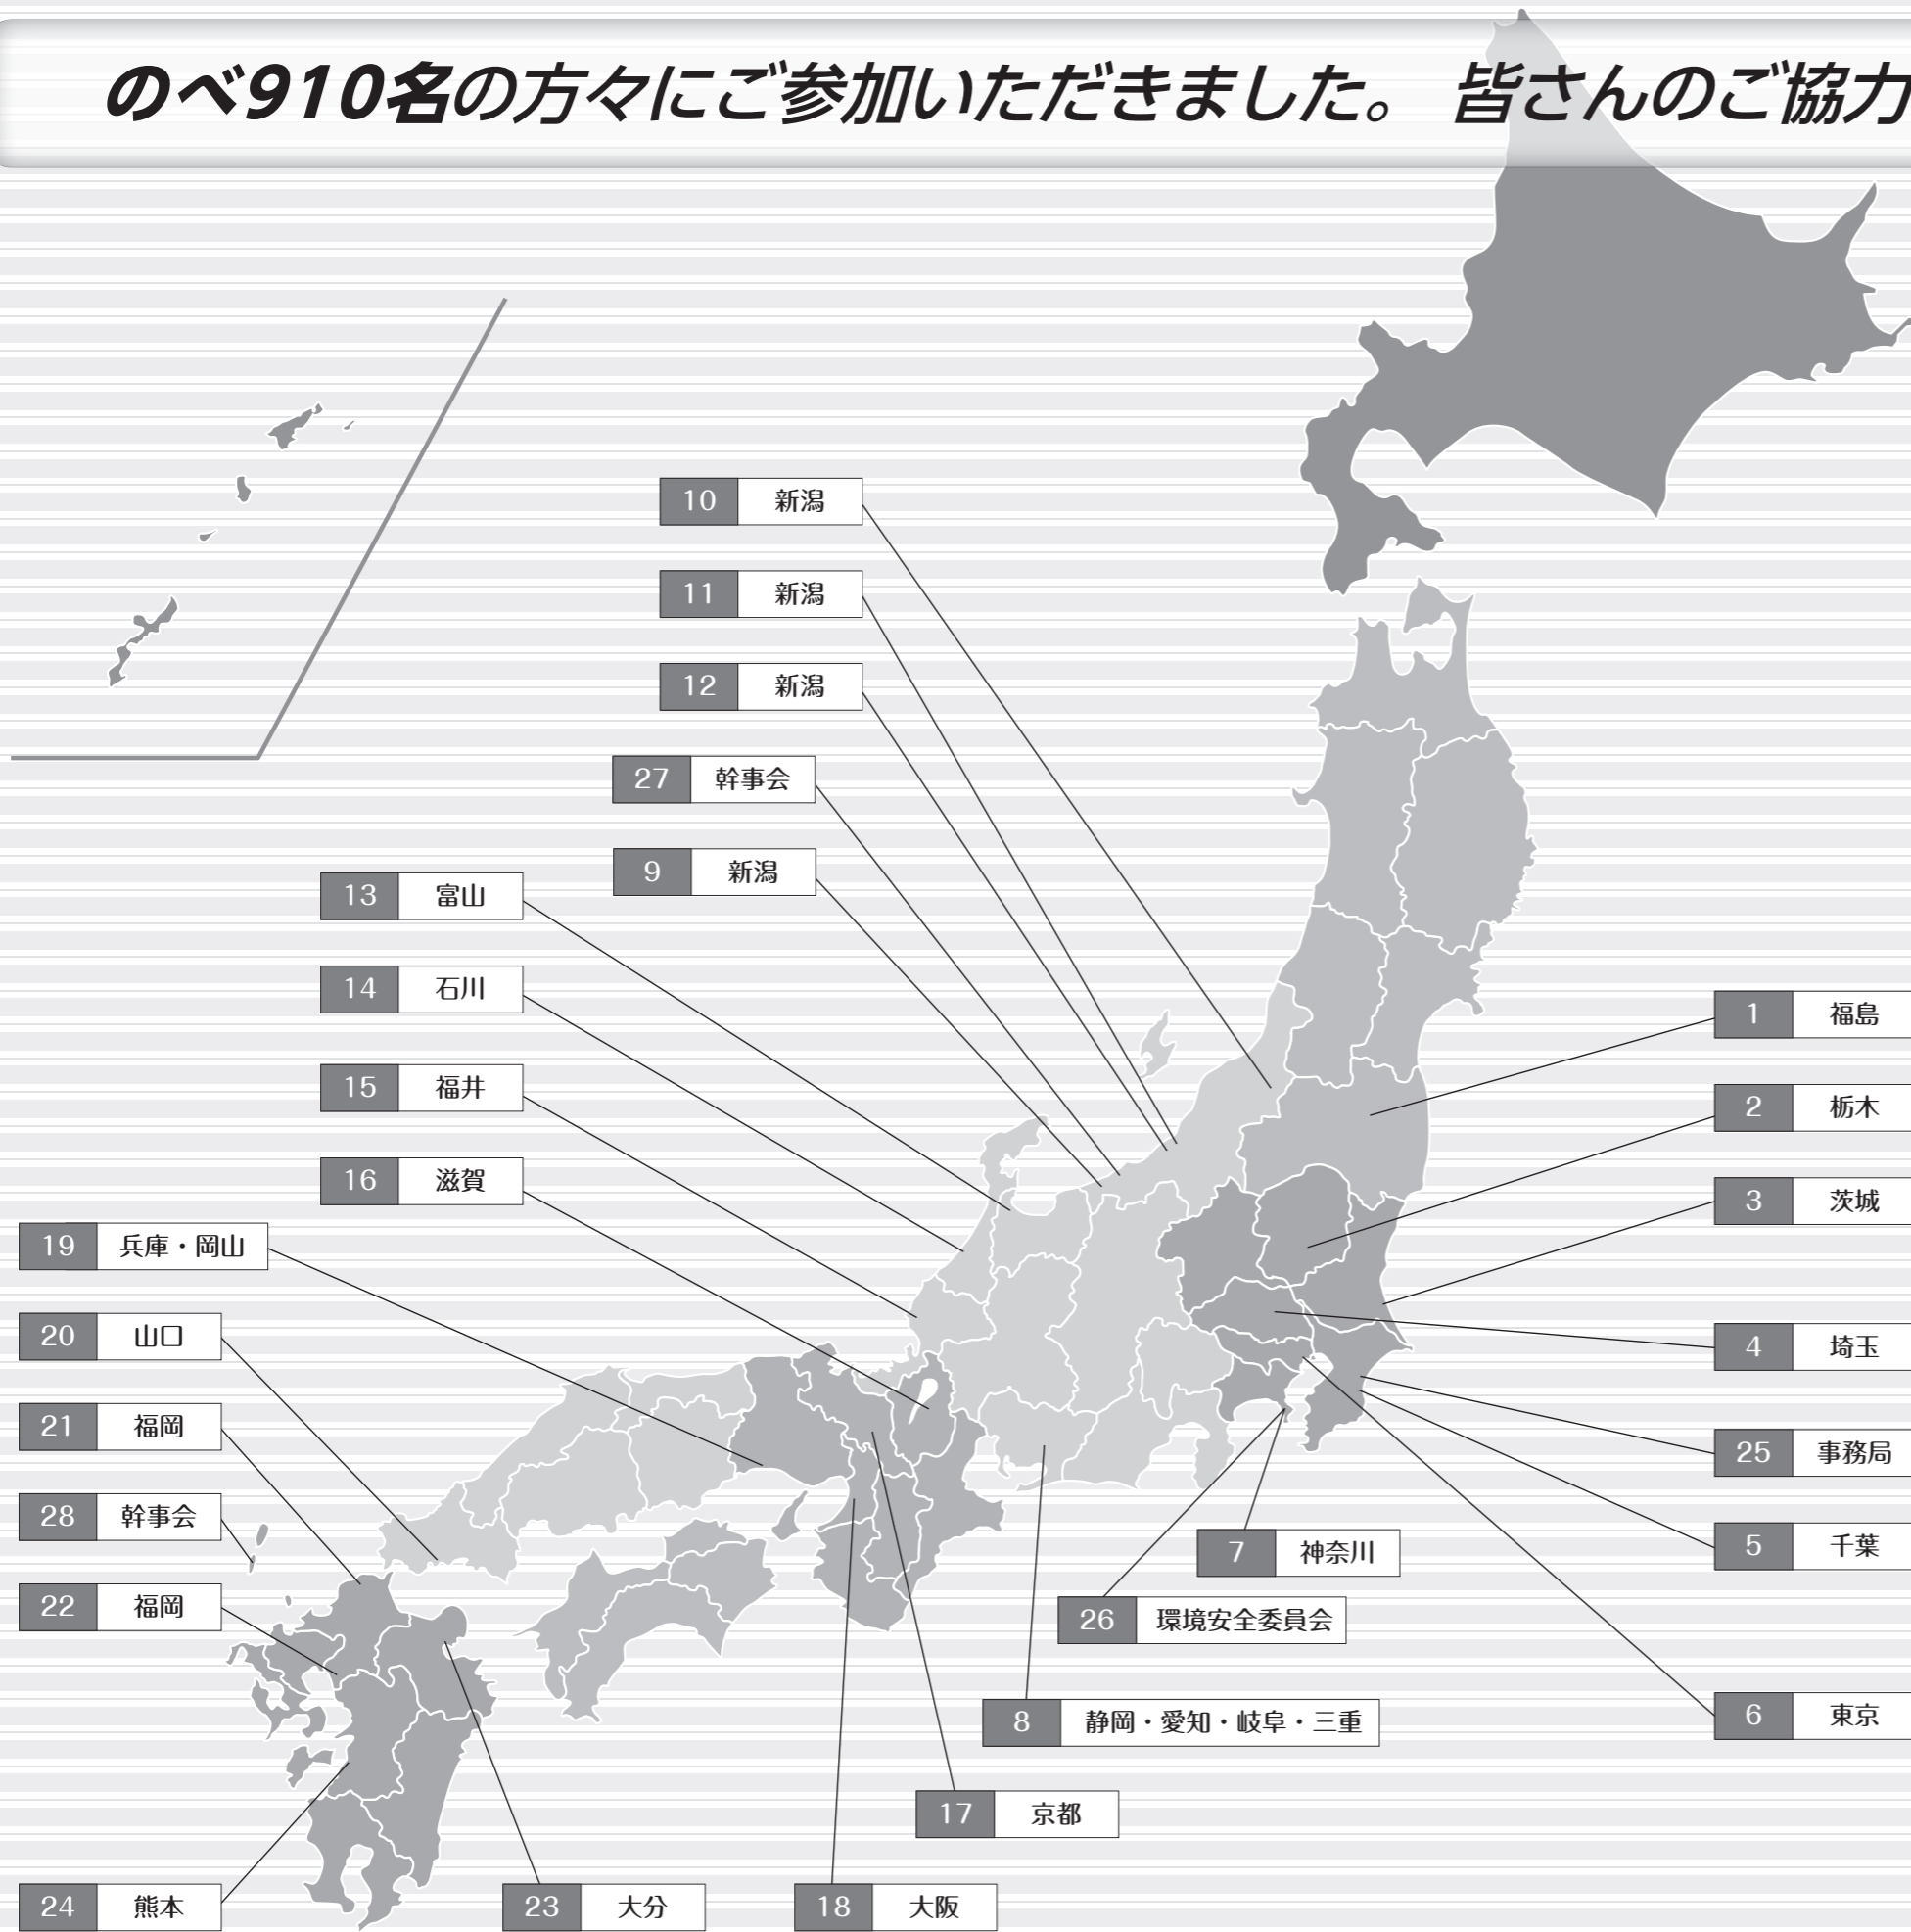 のべ910名の方々にご参加いただきました。 皆さんのご協力
10 新潟
11 新潟
12 新潟
27 幹事会
9 新潟
13 富山
14 石川
15 福井
16 滋賀
19 兵庫・岡山
20 山口
21 福岡
28 幹事会
22 福岡
24 熊本
23 大分
18 大阪
17 京都
8 静岡・愛知・岐阜・三重
26 環境安全委員会
7 神奈川
1 福島
2 栃木
3 茨城
4 埼玉
25 事務局
5 千葉
6 東京